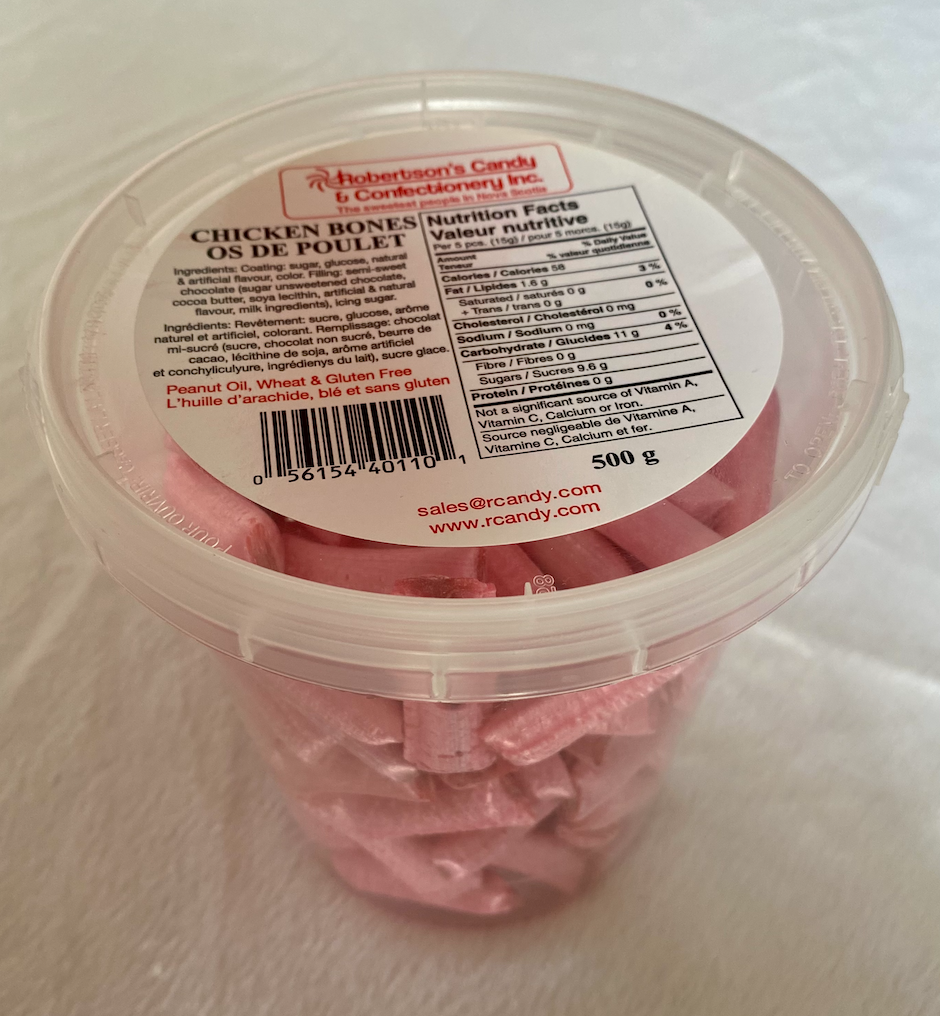 Robertson's Candy
& Confectionery Inc.
The sweetest people in Nova Scotia
CHICKEN BONES
OS DE POULET
Ingredients: Coating: sugar, glucose, natural
& artificial flavour, color. Filling: semi-sweet
chocolate (sugar unsweetened chocolate,
cocoa butter, soya lecithin, artificial & natural
flavour, milk ingredients), icing sugar.
Ingrédients: Revêtement: sucre, glucose, arôme
naturel et artificiel, colorant. Remplissage: chocolat
mi-sucré (sucre, chocolat non sucré, beurre de
cacao, lécithine de soja, arôme artificiel
et conchyliculyure, ingrédienys du lait), sucre glace.
Peanut Oil, Wheat & Gluten Free
L'huille d'arachide, blé et sans gluten
0 56154 40110 1
Nutrition Facts
Valeur nutritive
Per 5 pcs. (15g) / pour 5 morcs. (15g)
Amount % Daily Value
Teneur % valeur quotidienne
Calories / Calories 58
Fat / Lipides 1.6 g 3 %
Saturated / saturés 0 g 0 %
+ Trans / trans 0 g
Cholesterol / Cholestérol 0 mg
Sodium / Sodium 0 mg 0 %
Carbohydrate / Glucides 11 g 4 %
Fibre / Fibres 0 g
Sugars / Sucres 9.6 g
Protein / Protéines 0 g
Not a significant source of Vitamin A,
Vitamin C, Calcium or Iron.
Source negligeable de Vitamine A,
Vitamine C, Calcium et fer.
500 g
sales@rcandy.com
www.rcandy.com
POUR OUVRIR